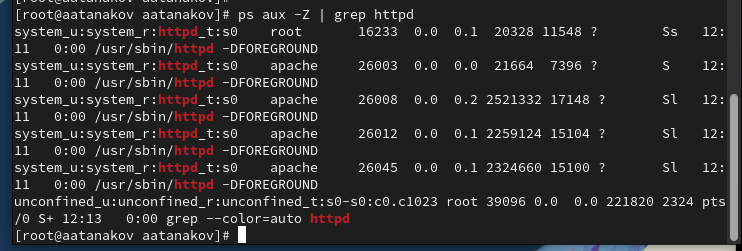 [root@aatanakov aatanakov]#
[root@aatanakov aatanakov]# ps aux -Z | grep httpd
system_u:system_r:httpd_t:s0    root       16233  0.0  0.1  20328 11548 ?        Ss   12:
11   0:00 /usr/sbin/httpd -DFOREGROUND
system_u:system_r:httpd_t:s0    apache     26003  0.0  0.0  21664  7396 ?        S    12:
11   0:00 /usr/sbin/httpd -DFOREGROUND
system_u:system_r:httpd_t:s0    apache     26008  0.0  0.2 2521332 17148 ?       Sl   12:
11   0:00 /usr/sbin/httpd -DFOREGROUND
system_u:system_r:httpd_t:s0    apache     26012  0.0  0.1 2259124 15104 ?       Sl   12:
11   0:00 /usr/sbin/httpd -DFOREGROUND
system_u:system_r:httpd_t:s0    apache     26045  0.0  0.1 2324660 15100 ?       Sl   12:
11   0:00 /usr/sbin/httpd -DFOREGROUND
unconfined_u:unconfined_r:unconfined_t:s0-s0:c0.c1023 root 39096 0.0  0.0 221820 2324 pts
/0 S+ 12:13   0:00 grep --color=auto httpd
[root@aatanakov aatanakov]#